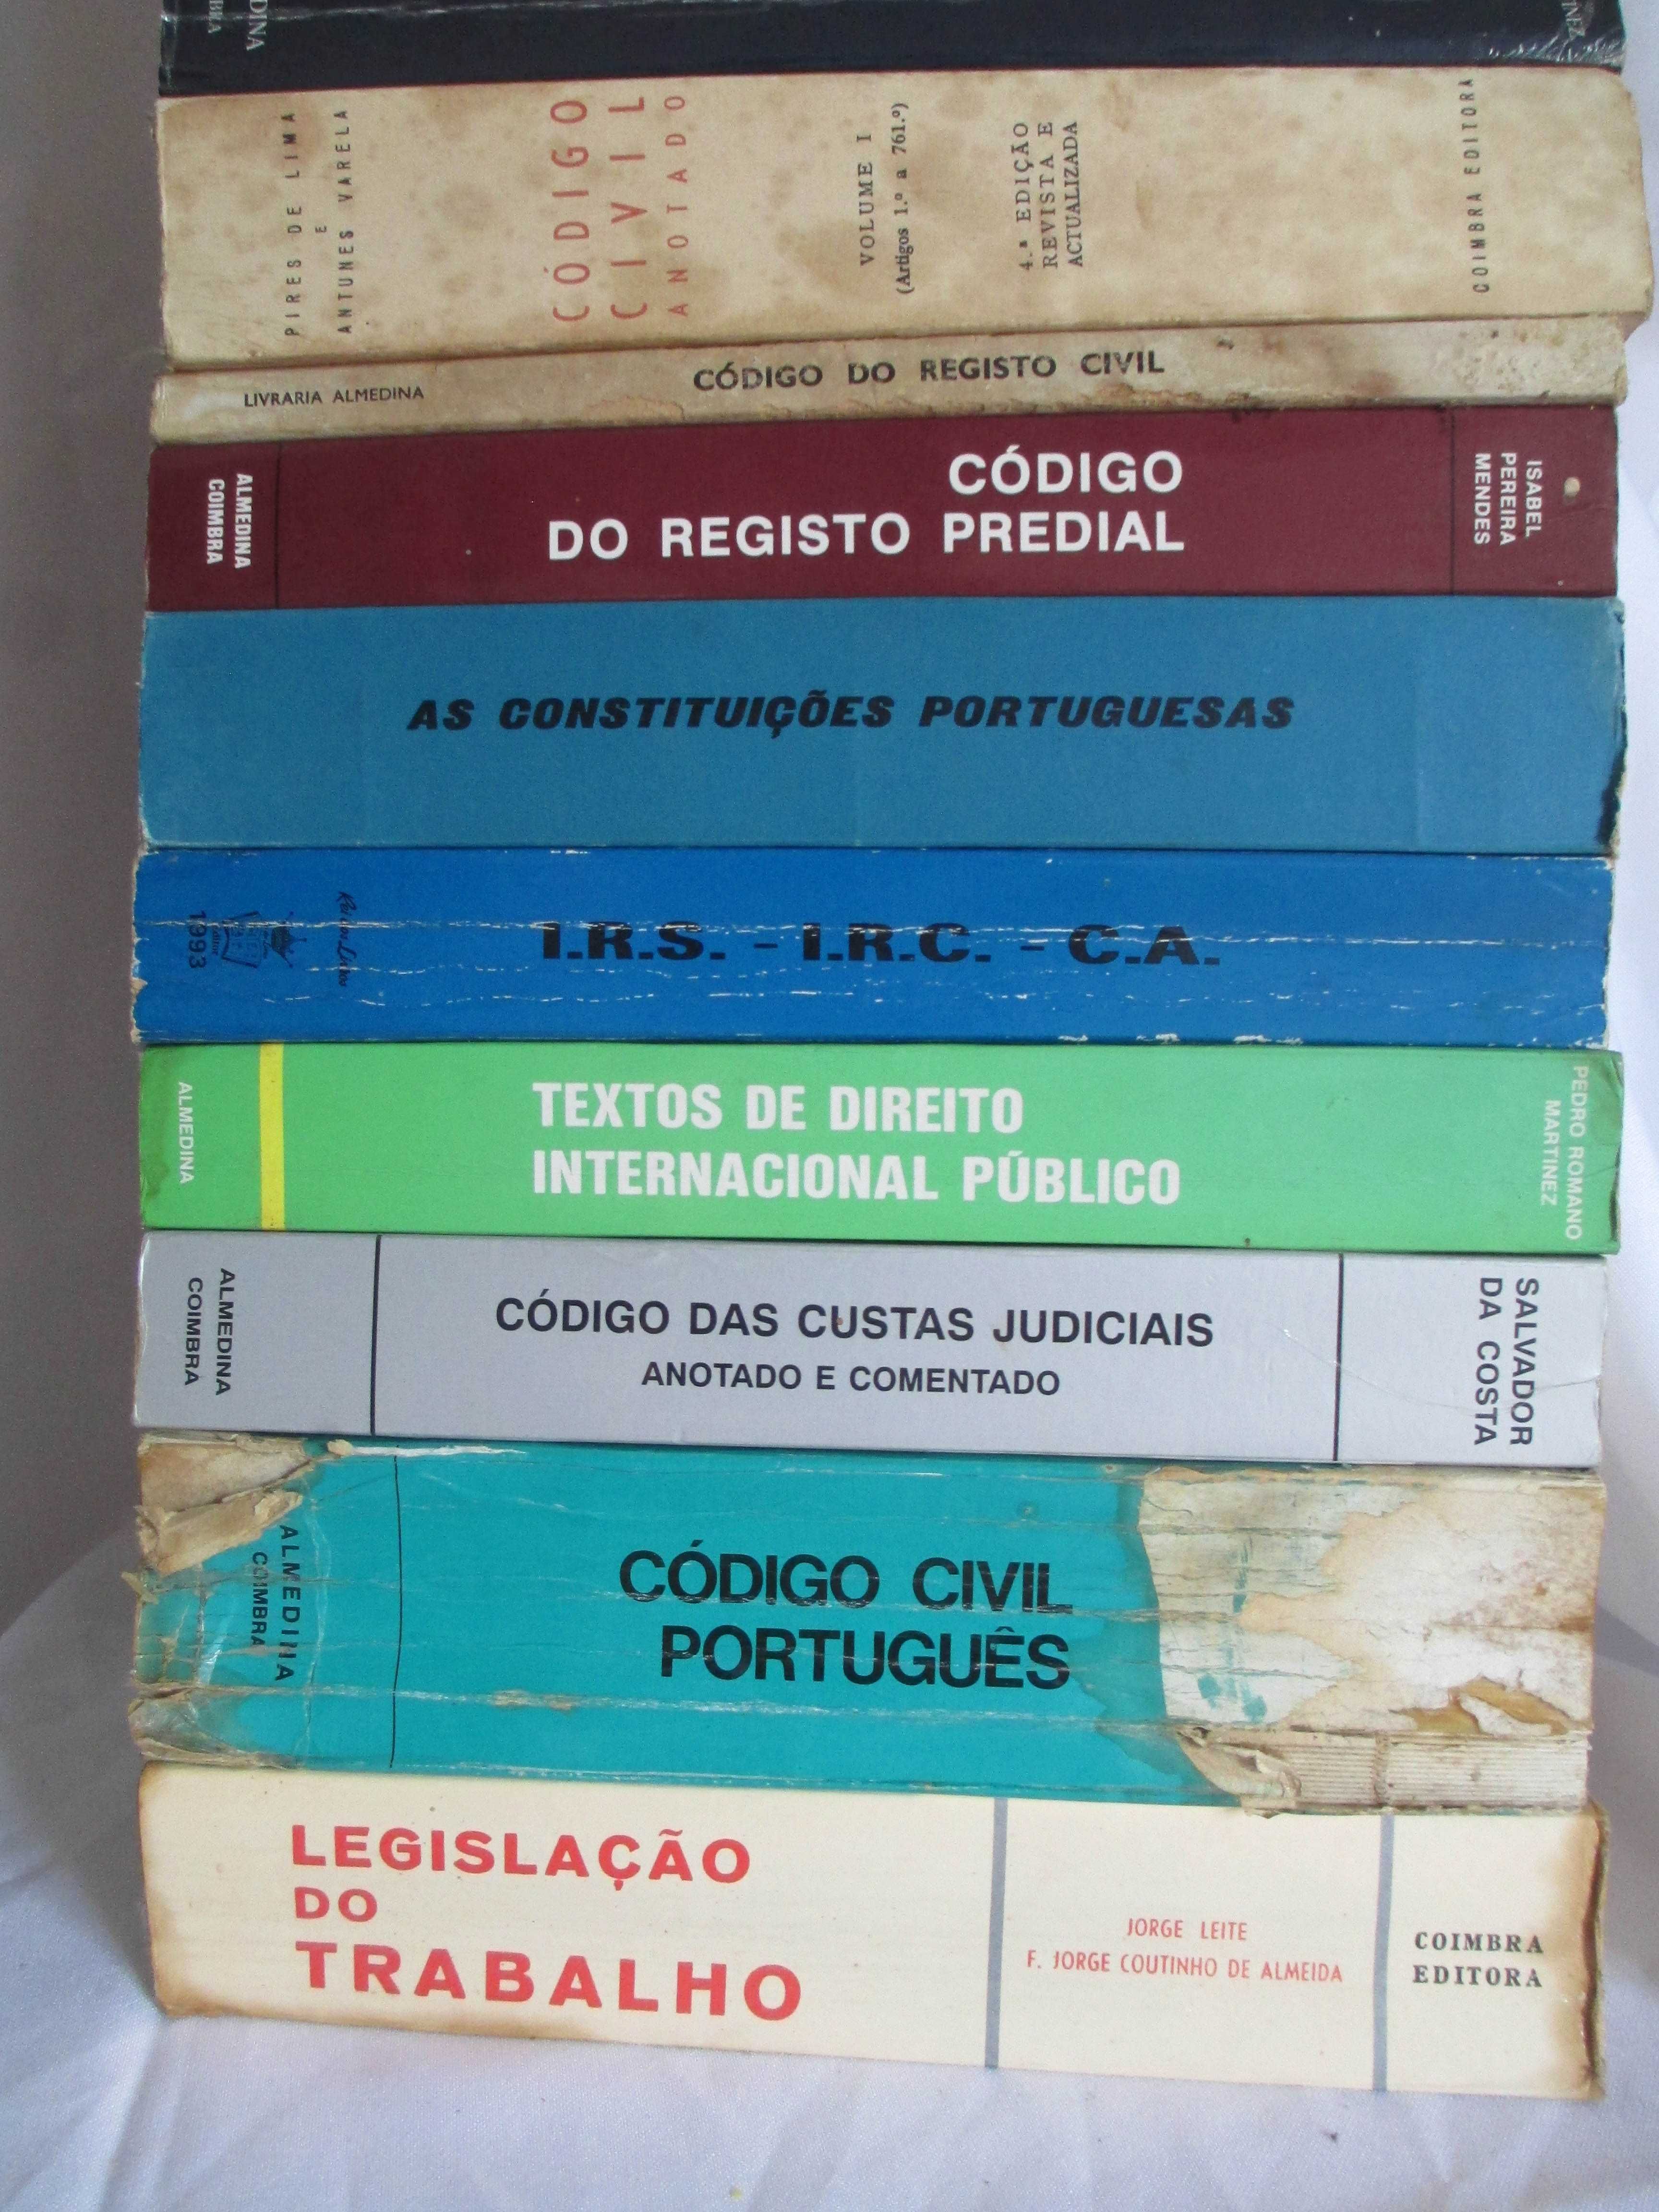 PIRES DE LIMA
E
ANTUNES VARELA
CÓDIGO
CIVIL
ANOTADO
VOLUME I
(Artigos 1.º a 761.º)
4.ª EDIÇÃO
REVISTA E
ACTUALIZADA
COIMBRA EDITORA
LIVRARIA ALMEDINA
CÓDIGO DO REGISTO CIVIL
ALMEDINA
COIMBRA
CÓDIGO
DO REGISTO PREDIAL
ISABEL
PEREIRA
MENDES
AS CONSTITUIÇÕES PORTUGUESAS
1993
I.R.S. - I.R.C. - C.A.
ALMEDINA
TEXTOS DE DIREITO
INTERNACIONAL PÚBLICO
PEDRO ROMANO
MARTINEZ
ALMEDINA
COIMBRA
CÓDIGO DAS CUSTAS JUDICIAIS
ANOTADO E COMENTADO
SALVADOR
DA COSTA
ALMEDINA
COIMBRA
CÓDIGO CIVIL
PORTUGUÊS
LEGISLAÇÃO
DO
TRABALHO
JORGE LEITE
F. JORGE COUTINHO DE ALMEIDA
COIMBRA
EDITORA